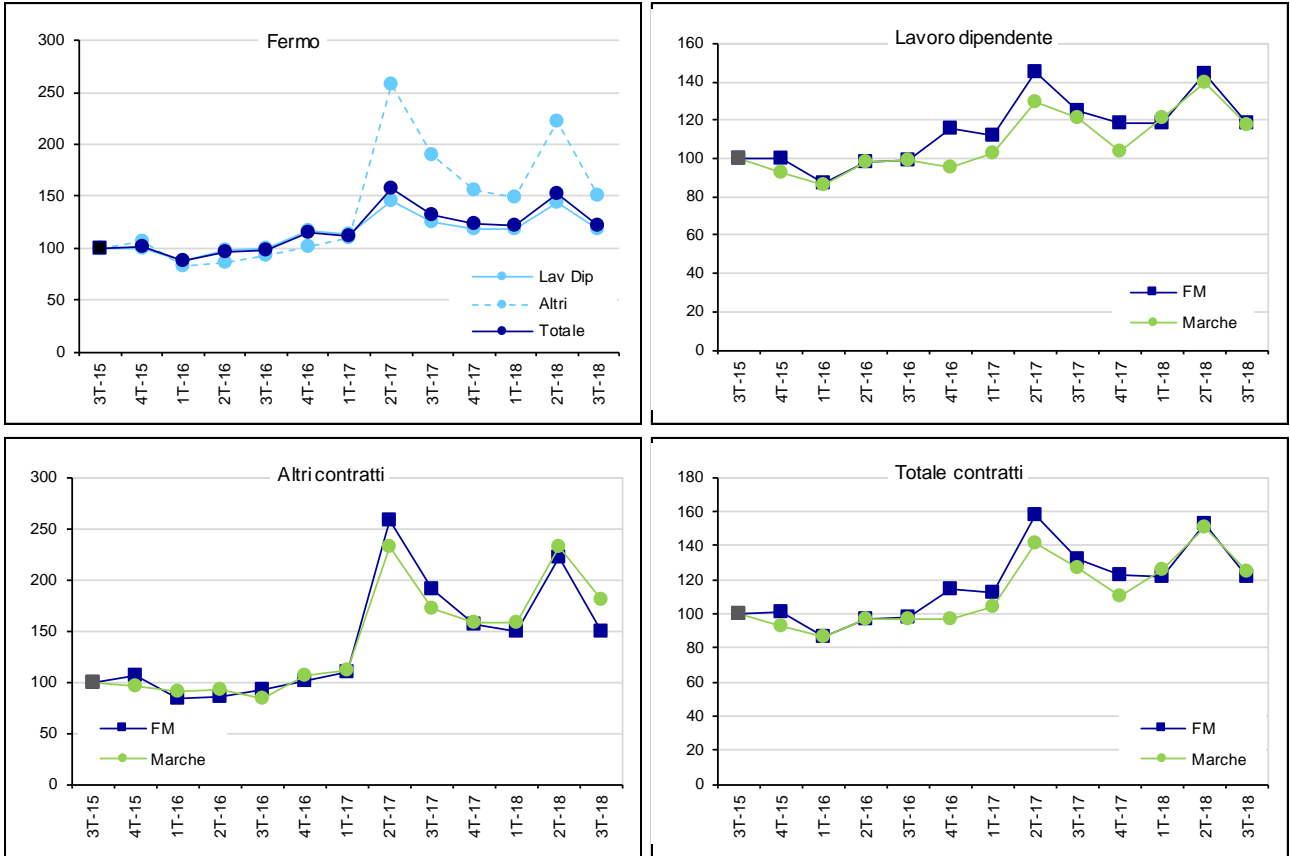 Fermo
300
250
200
150
100
50
0
Lav Dip
Altri
Totale
3T-15
4T-15
1T-16
2T-16
3T-16
4T-16
1T-17
2T-17
3T-17
4T-17
1T-18
2T-18
3T-18
Lavoro dipendente
160
140
120
100
80
60
40
20
0
FM
Marche
3T-15
4T-15
1T-16
2T-16
3T-16
4T-16
1T-17
2T-17
3T-17
4T-17
1T-18
2T-18
3T-18
Altri contratti
300
250
200
150
100
50
0
FM
Marche
3T-15
4T-15
1T-16
2T-16
3T-16
4T-16
1T-17
2T-17
3T-17
4T-17
1T-18
2T-18
3T-18
Totale contratti
180
160
140
120
100
80
60
40
20
0
FM
Marche
3T-15
4T-15
1T-16
2T-16
3T-16
4T-16
1T-17
2T-17
3T-17
4T-17
1T-18
2T-18
3T-18